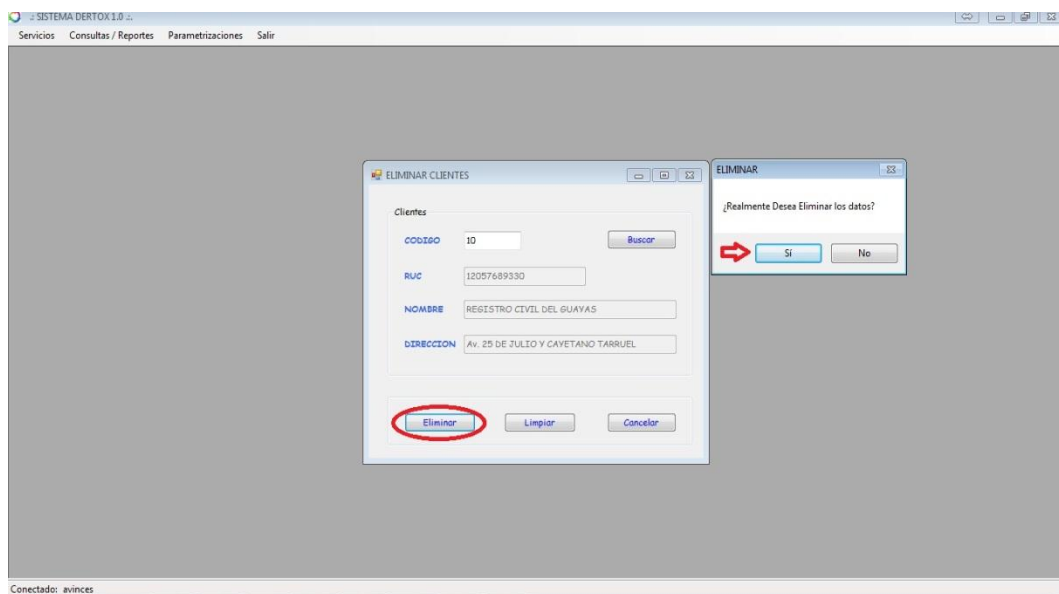 .: SISTEMA DERTOX 1.0 :.
Servicios Consultas / Reportes Parametrizaciones Salir
ELIMINAR CLIENTES
Clientes
CODIGO 10 Buscar
RUC 12057689330
NOMBRE REGISTRO CIVIL DEL GUAYAS
DIRECCION Av. 25 DE JULIO Y CAYETANO TARRUEL
Eliminar Limpiar Cancelar
ELIMINAR
¿Realmente Desea Eliminar los datos?
Sí No
Conectado: avinces